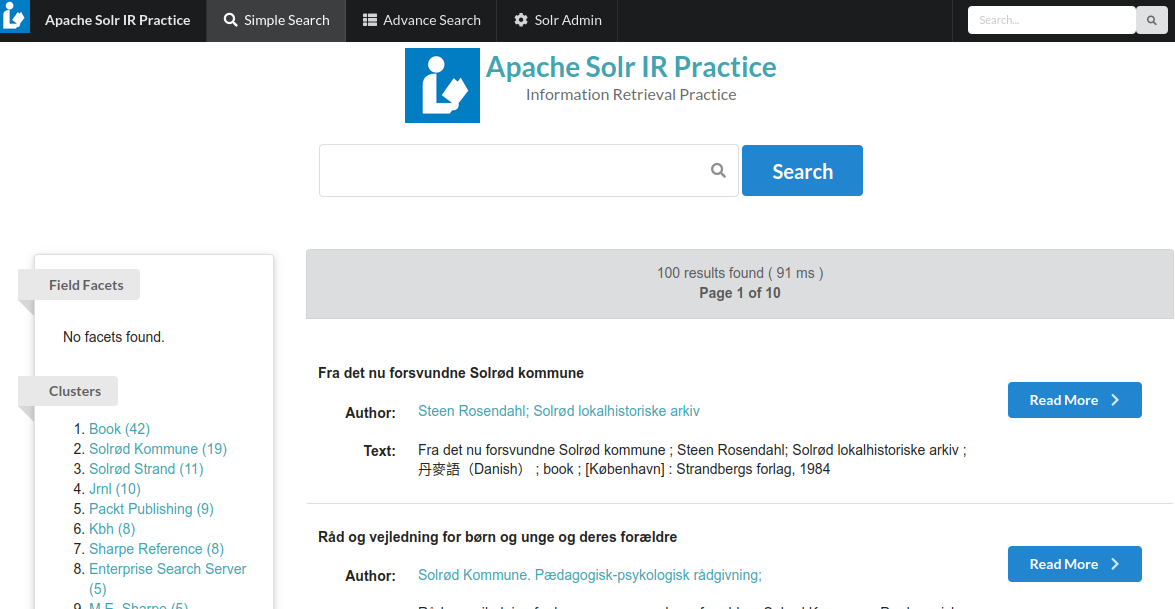 Apache Solr IR Practice
Simple Search
Advance Search
Solr Admin
Search...
Apache Solr IR Practice
Information Retrieval Practice
Search
Field Facets
No facets found.
Clusters
1. Book (42)
2. Solrød Kommune (19)
3. Solrød Strand (11)
4. Jrnl (10)
5. Packt Publishing (9)
6. Kbh (8)
7. Sharpe Reference (8)
8. Enterprise Search Server
(5)
9. M.E. Sharpe (5)
100 results found ( 91 ms )
Page 1 of 10
Fra det nu forsvundne Solrød kommune
Read More
Author: Steen Rosendahl; Solrød lokalhistoriske arkiv
Text: Fra det nu forsvundne Solrød kommune ; Steen Rosendahl; Solrød lokalhistoriske arkiv ;
丹麥語（Danish） ; book ; [København] : Strandbergs forlag, 1984
Råd og vejledning for børn og unge og deres forældre
Read More
Author: Solrød Kommune. Pædagogisk-psykologisk rådgivning;